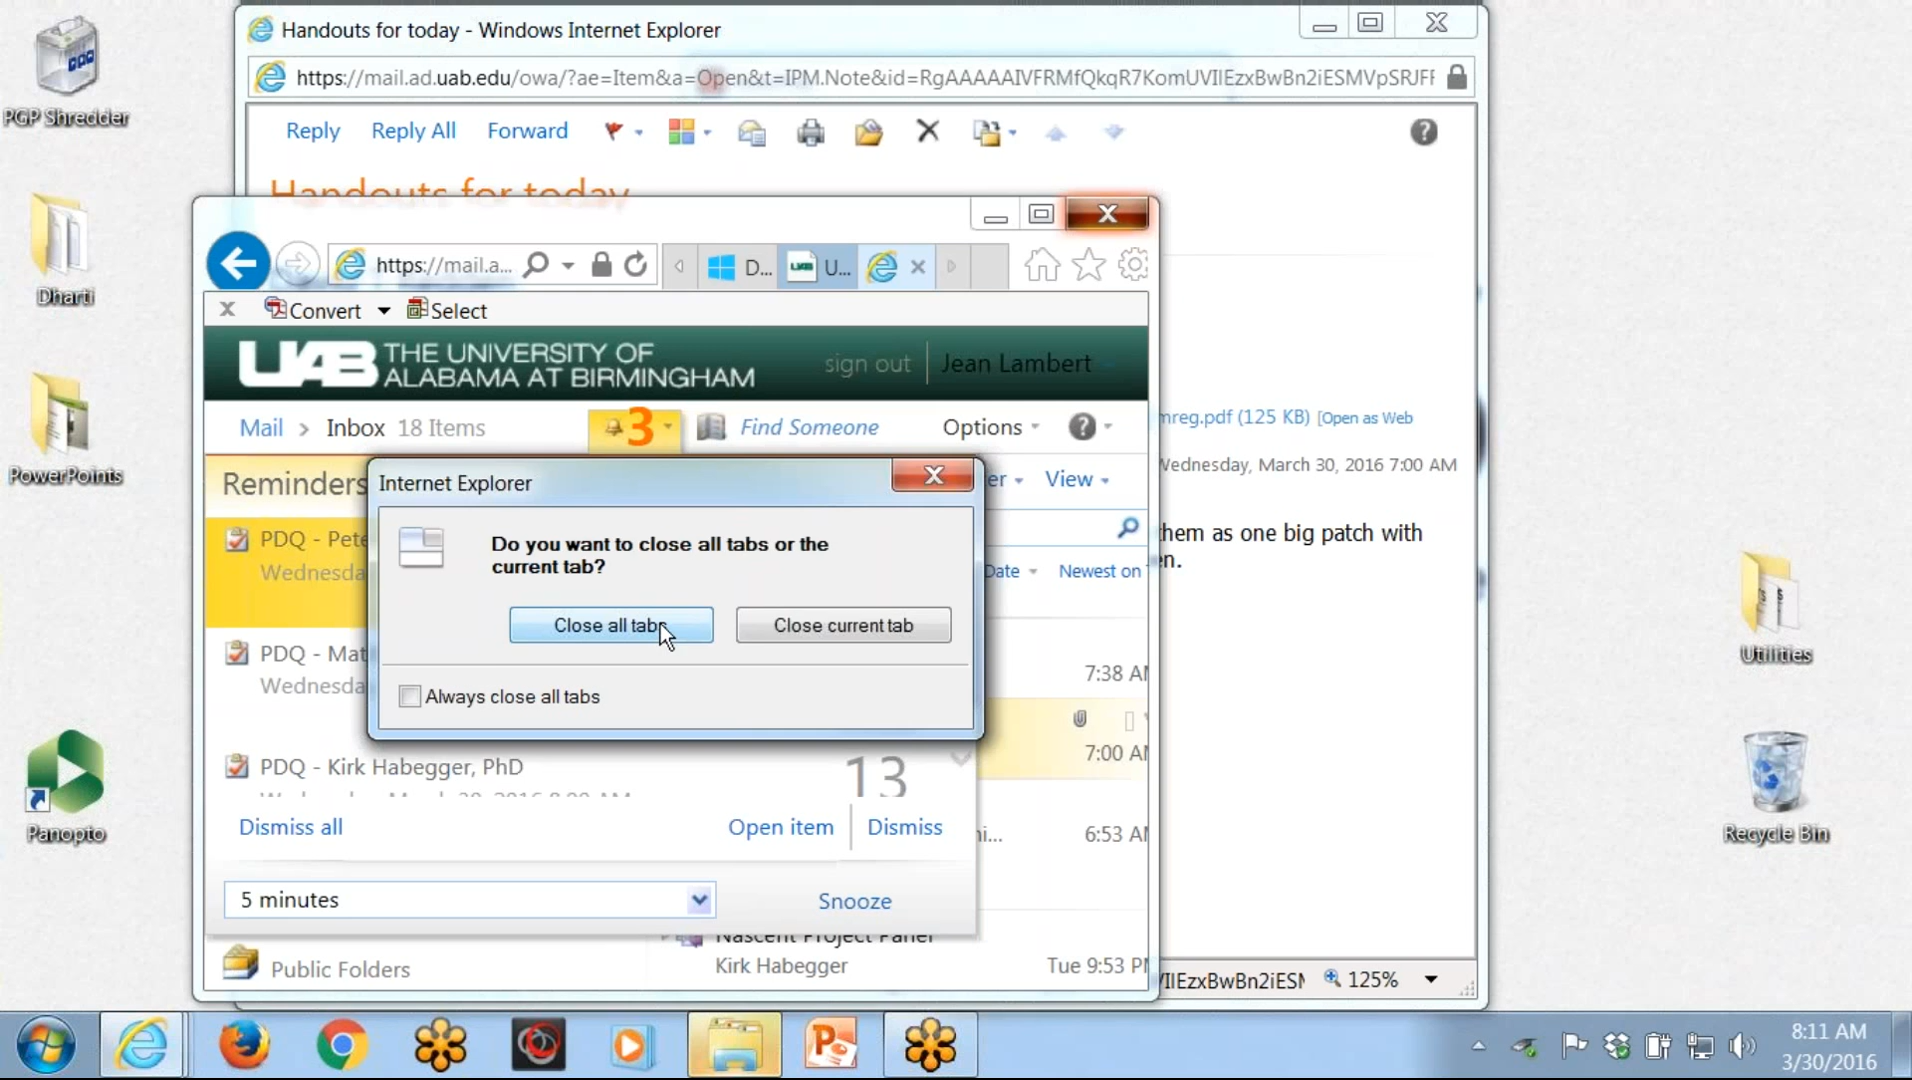 PGP Shredder
Dharti
PowerPoints
Panopto
Utilities
Recycle Bin
Handouts for today - Windows Internet Explorer
https://mail.ad.uab.edu/owa/?ae=Item&a=Open&t=IPM.Note&id=
Reply Reply All Forward
Handouts for today
https://mail.a... D... U...
x Convert Select
UAB THE UNIVERSITY OF
ALABAMA AT BIRMINGHAM
sign out Jean Lambert
Mail > Inbox 18 Items 3 Find Someone Options
mreg.pdf (125 KB) [Open as Web
Wednesday, March 30, 2016 7:00 AM
Reminders
er View
Internet Explorer
Do you want to close all tabs or the
current tab?
Close all tabs Close current tab
Always close all tabs
them as one big patch with
en.
Date Newest on
PDQ - Pete
Wednesda
PDQ - Mat
Wednesda
7:38 AM
7:00 AM
PDQ - Kirk Habegger, PhD
13
Dismiss all Open item Dismiss
6:53 AM
5 minutes Snooze
Nascent Project Panel
Kirk Habegger Tue 9:53 PM
Public Folders
125%
8:11 AM
3/30/2016